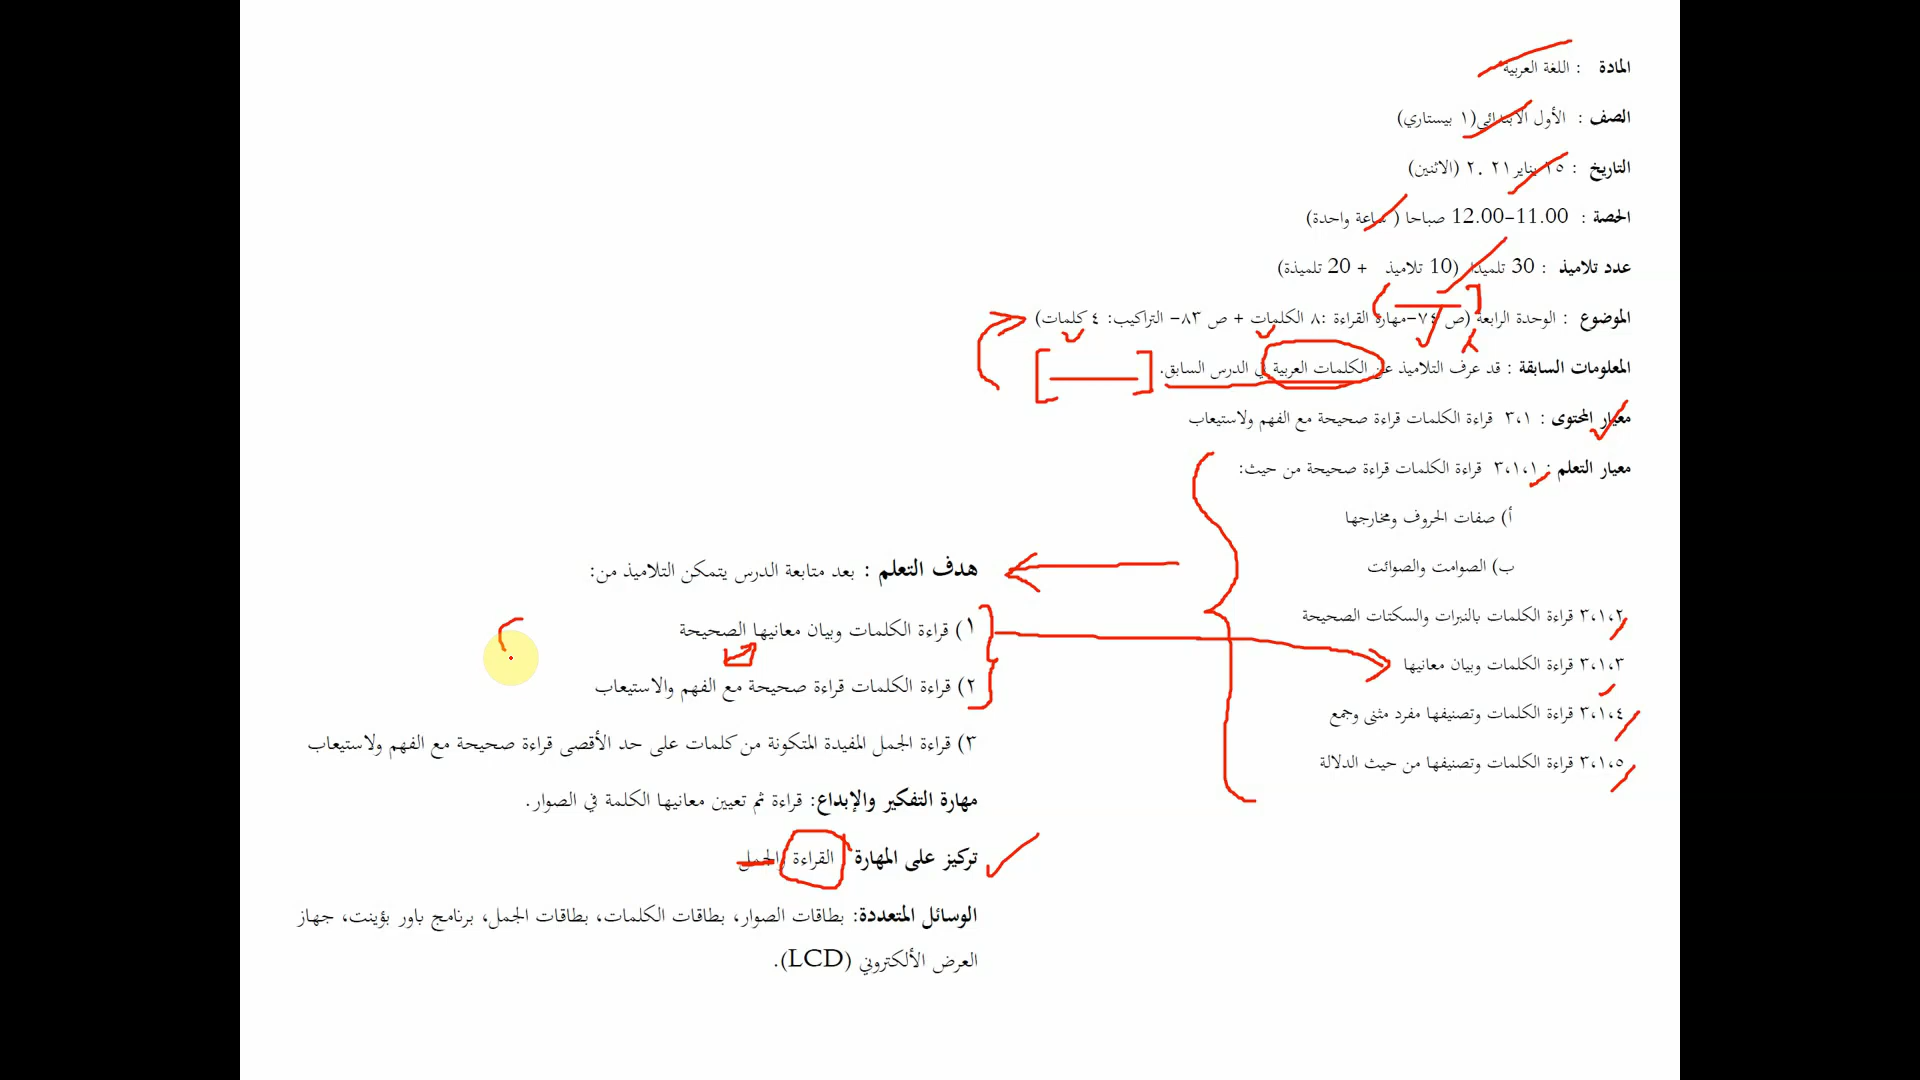 المادة : اللغة العربية
الصف : الأول الابتدائي(١ بيستاري)
التاريخ : ٢٥ يناير ٢٠٢١ (الاثنين)
الحصة : 11.00-12.00 صباحا ( ساعة واحدة)
عدد تلاميذ : 30 تلميذا (10 تلاميذ + 20 تلميذة)
الموضوع : الوحدة الرابعة (ص ٧٤-مهارة القراءة :٨ الكلمات + ص ٨٣- التراكيب: ٤ كلمات)
المعلومات السابقة : قد عرف التلاميذ عن الكلمات العربية في الدرس السابق.
معيار المحتوى : ٣،١ قراءة الكلمات قراءة صحيحة مع الفهم ولاستيعاب
معيار التعلم : ٣،١،١ قراءة الكلمات قراءة صحيحة من حيث:
أ) صفات الحروف ومخارجها
ب) الصوامت والصوائت
٣،١،٢ قراءة الكلمات بالنبرات والسكتات الصحيحة
٣،١،٣ قراءة الكلمات وبيان معانيها
٣،١،٤ قراءة الكلمات وتصنيفها مفرد مثنى وجمع
٣،١،٥ قراءة الكلمات وتصنيفها من حيث الدلالة
هدف التعلم : بعد متابعة الدرس يتمكن التلاميذ من:
١) قراءة الكلمات وبيان معانيها الصحيحة
٢) قراءة الكلمات قراءة صحيحة مع الفهم والاستيعاب
٣) قراءة الجمل المفيدة المتكونة من كلمات على حد الأقصى قراءة صحيحة مع الفهم ولاستيعاب
مهارة التفكير والإبداع: قراءة ثم تعيين معانيها الكلمة في الصوار.
تركيز على المهارة القراءة الجمل
الوسائل المتعددة: بطاقات الصوار، بطاقات الكلمات، بطاقات الجمل، برنامج باور بؤينت، جهاز
العرض الألكتروني (LCD).